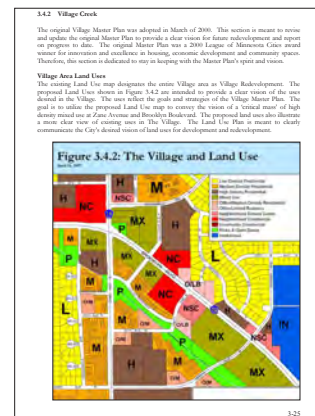 3.4.2 Village Creek
The original Village Master Plan was adopted in March of 2000. This section is meant to revise
and update the original Master Plan to provide a clear vision for future redevelopment and report
on progress to date. The original Master Plan was a 2000 League of Minnesota Cities award
winner for innovation and excellence in housing, economic development and community spaces.
Therefore, this section is dedicated to stay in keeping with the Master Plan's spirit and vision.
Village Area Land Uses
The existing Land Use map designates the entire Village area as Village Redevelopment. The
proposed Land Uses shown in Figure 3.4.2 are intended to provide a clear vision of the uses
desired in the Village. The uses reflect the goals and strategies of the Village Master Plan. The
goal is to utilize the proposed Land Use map to convey the vision of a 'critical mass' of high
density mixed use at Zane Avenue and Brooklyn Boulevard. The proposed land uses also illustrate
a more clear view of existing uses in The Village. The Land Use Plan is meant to clearly
communicate the City's desired vision of land uses for development and redevelopment.
Figure 3.4.2: The Village and Land Use
H
M
H
NSC
NC
MX
H
M
MX
NC
L
P
MX
P
MX
NC
O/LB
L
M
M
P
NSC
H
IN
L
O/M
M
O/LB
MX
NSC
O/M
H
O/M
MX
M
H
3-25